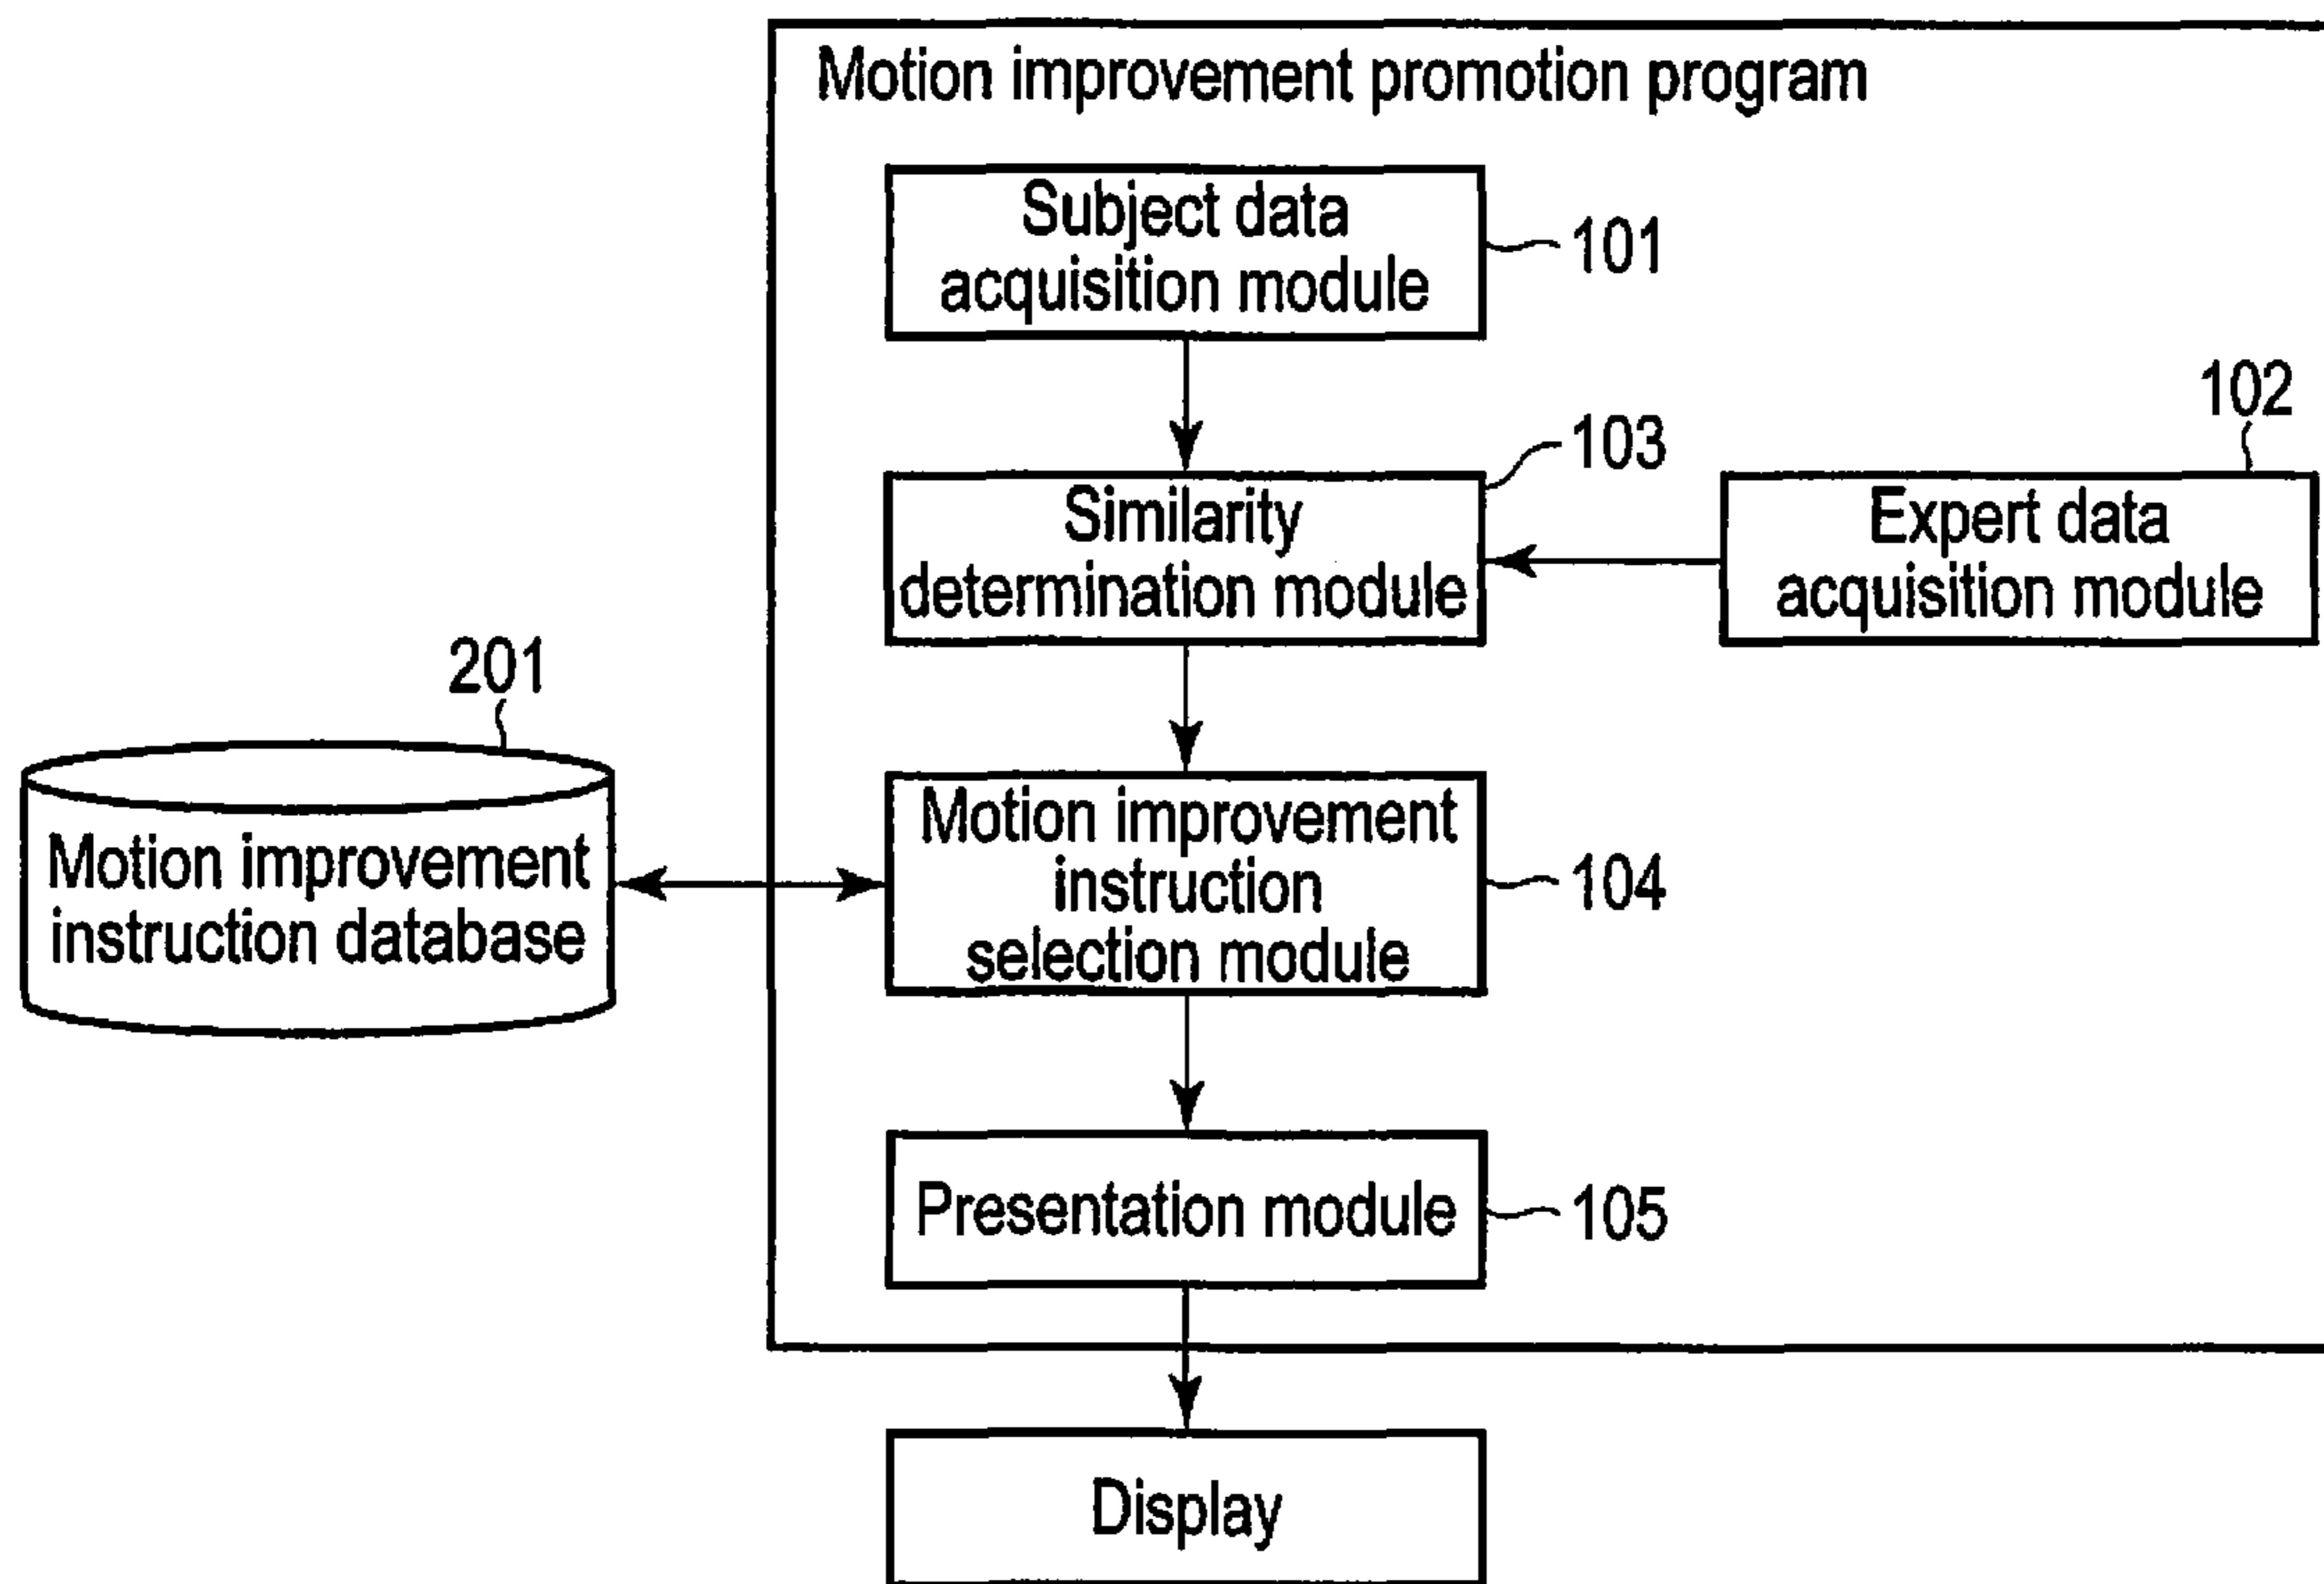 Motion improvement promotion program
Subject data
acquisition module
101
102
103
Similarity
determination module
Expert data
acquisition module
201
Motion improvement
instruction database
Motion improvement
instruction
selection module
104
Presentation module
105
Display